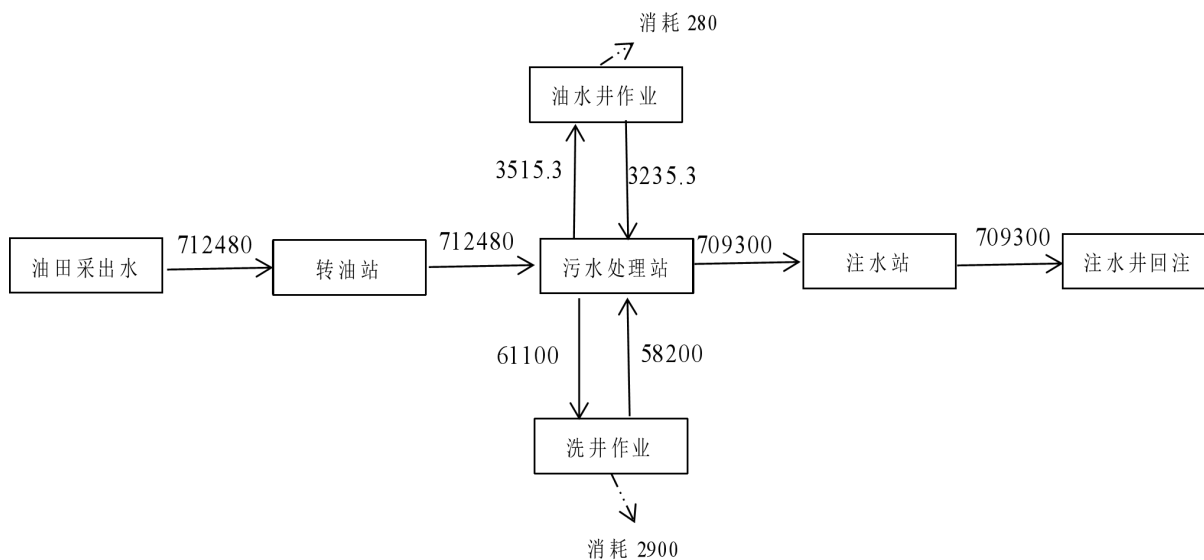 消耗 280
油水井作业
3515.3
3235.3
油田采出水
712480
转油站
712480
污水处理站
709300
注水站
709300
注水井回注
61100
58200
洗井作业
消耗 2900